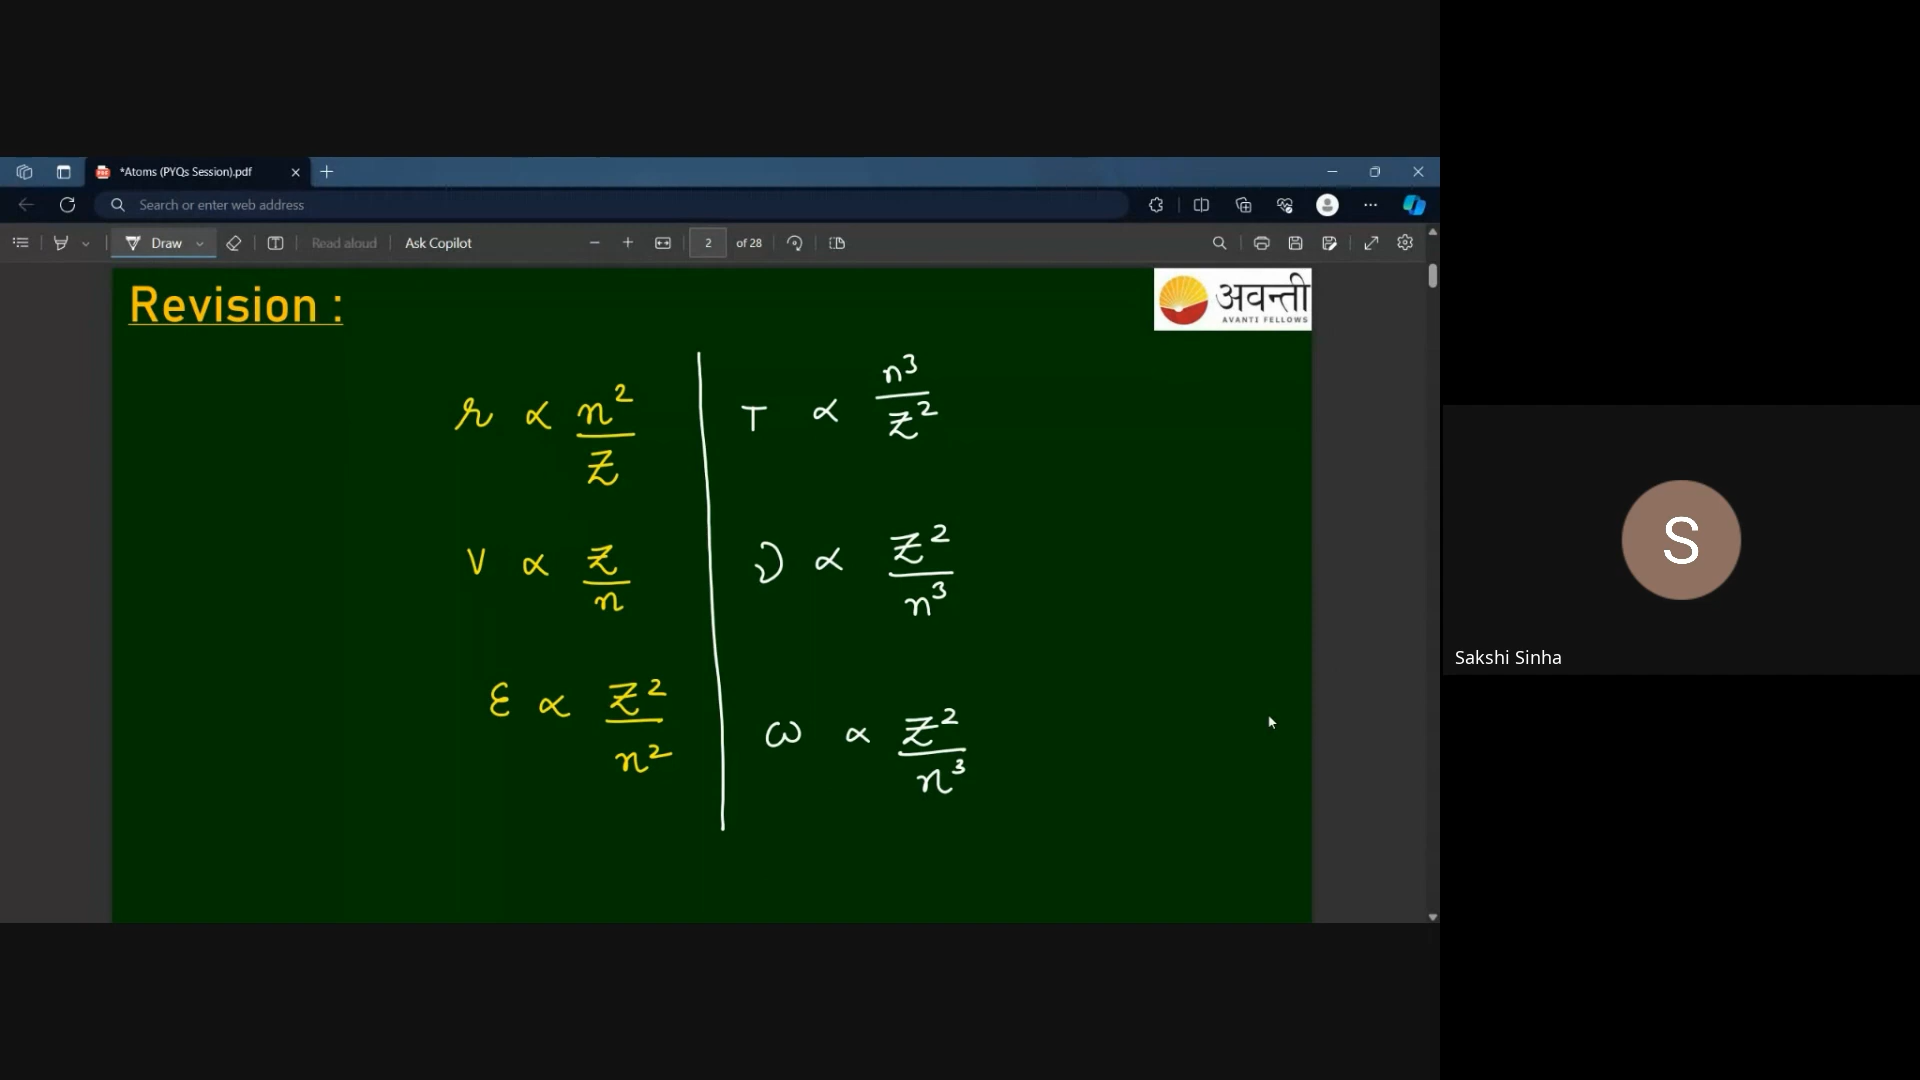 *Atoms (PYQs Session).pdf
Search or enter web address
Draw
Read aloud
Ask Copilot
2 of 28
Revision :
अवन्ती
AVANTI FELLOWS
r ∝ n²/Z
V ∝ Z/n
ε ∝ Z²/n²
T ∝ n³/Z²
ν ∝ Z²/n³
ω ∝ Z²/n³
S
Sakshi Sinha